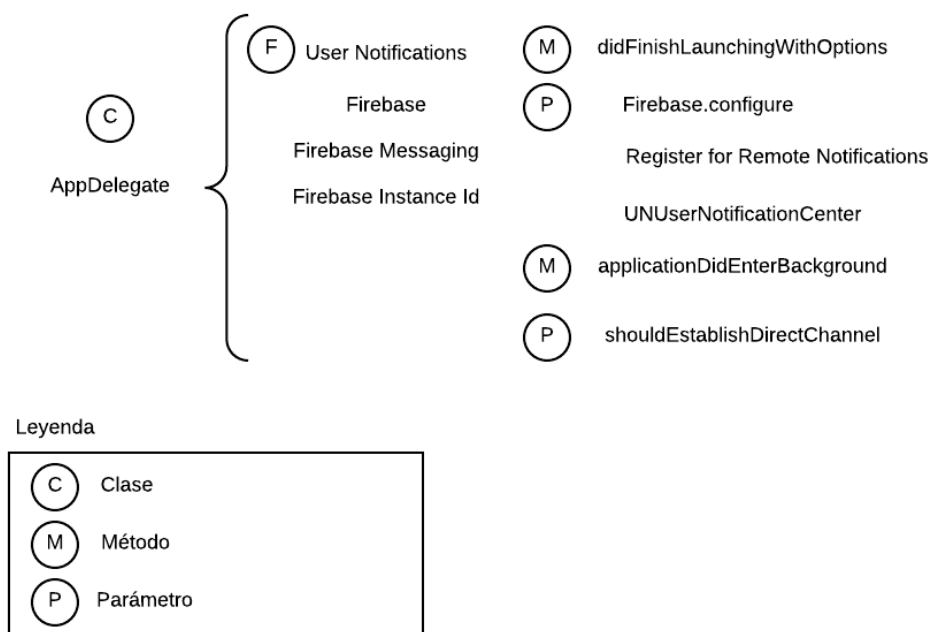 C
AppDelegate
F User Notifications
Firebase
Firebase Messaging
Firebase Instance Id
M didFinishLaunchingWithOptions
P Firebase.configure
Register for Remote Notifications
UNUserNotificationCenter
M applicationDidEnterBackground
P shouldEstablishDirectChannel
Leyenda
C Clase
M Método
P Parámetro